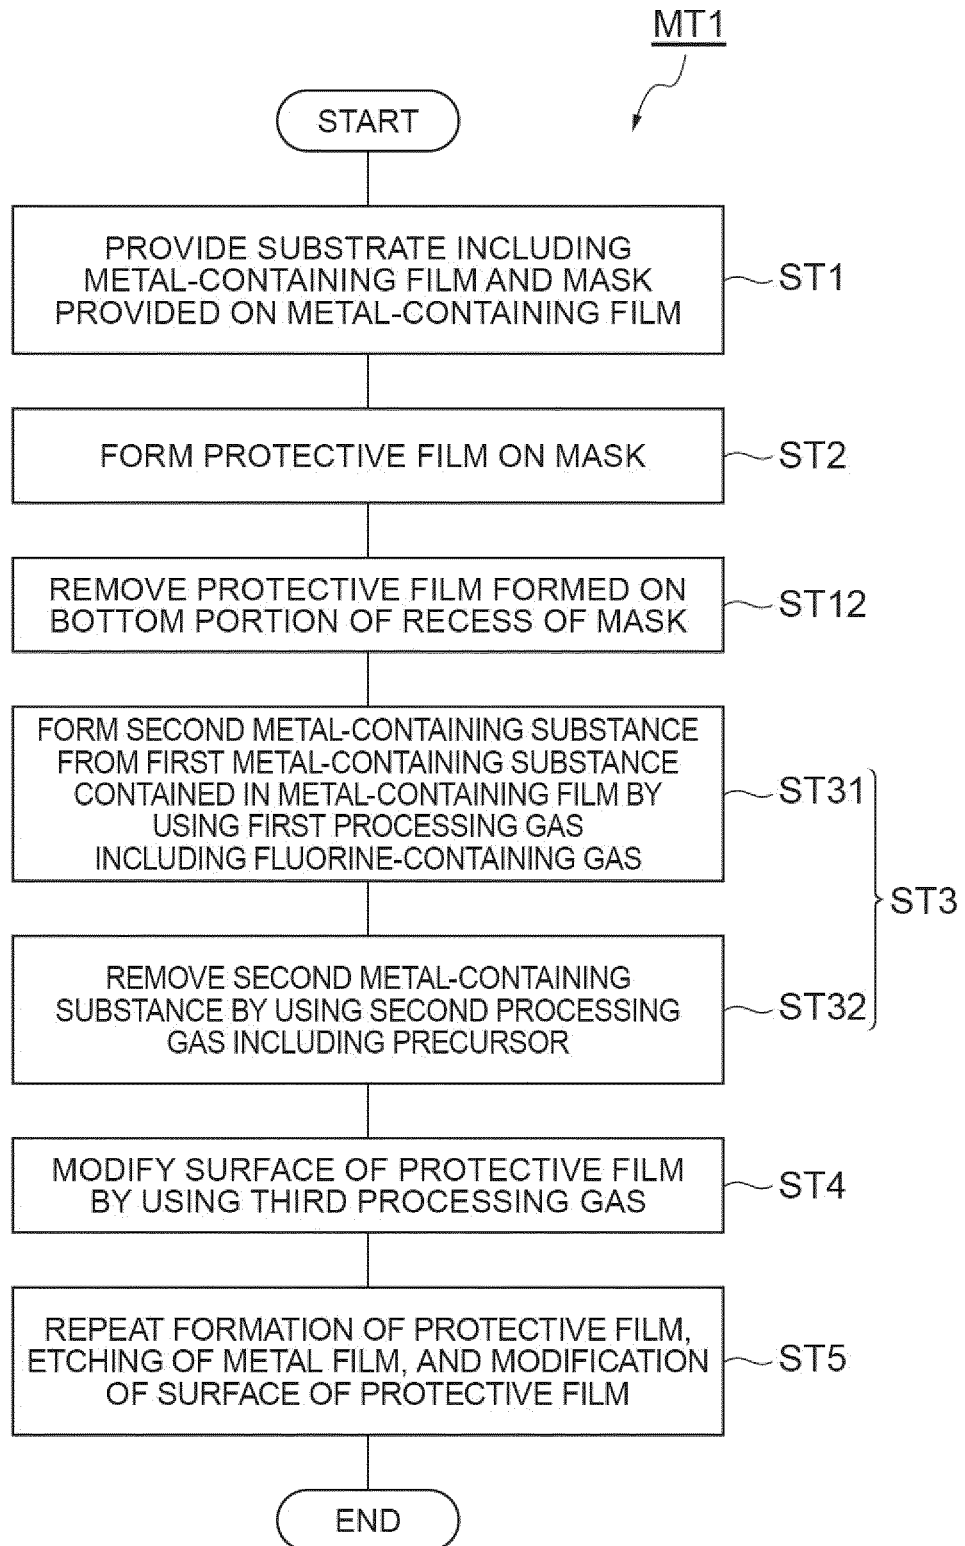 MT1
START
PROVIDE SUBSTRATE INCLUDING
METAL-CONTAINING FILM AND MASK
PROVIDED ON METAL-CONTAINING FILM
ST1
FORM PROTECTIVE FILM ON MASK
ST2
REMOVE PROTECTIVE FILM FORMED ON
BOTTOM PORTION OF RECESS OF MASK
ST12
FORM SECOND METAL-CONTAINING SUBSTANCE
FROM FIRST METAL-CONTAINING SUBSTANCE
CONTAINED IN METAL-CONTAINING FILM BY
USING FIRST PROCESSING GAS
INCLUDING FLUORINE-CONTAINING GAS
ST31
ST3
REMOVE SECOND METAL-CONTAINING
SUBSTANCE BY USING SECOND PROCESSING
GAS INCLUDING PRECURSOR
ST32
MODIFY SURFACE OF PROTECTIVE FILM
BY USING THIRD PROCESSING GAS
ST4
REPEAT FORMATION OF PROTECTIVE FILM,
ETCHING OF METAL FILM, AND MODIFICATION
OF SURFACE OF PROTECTIVE FILM
ST5
END